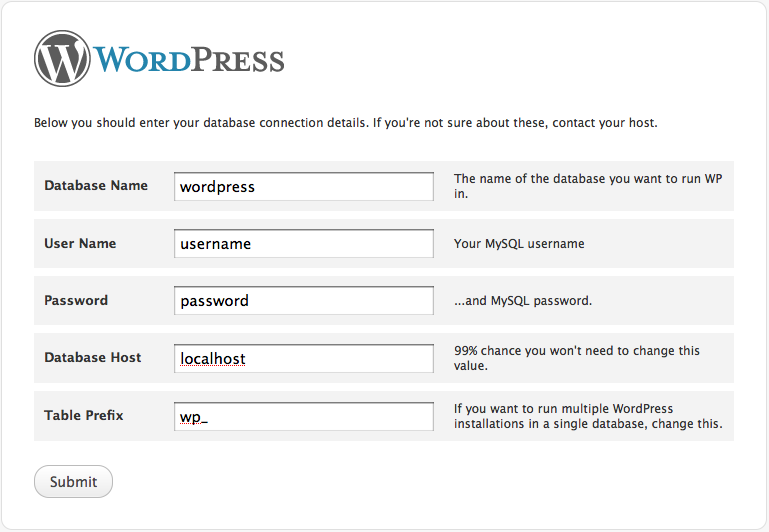 WORDPRESS
Below you should enter your database connection details. If you're not sure about these, contact your host.
Database Name wordpress The name of the database you want to run WP
in.
User Name username Your MySQL username
Password password ...and MySQL password.
Database Host localhost 99% chance you won't need to change this
value.
Table Prefix wp_ If you want to run multiple WordPress
installations in a single database, change this.
Submit